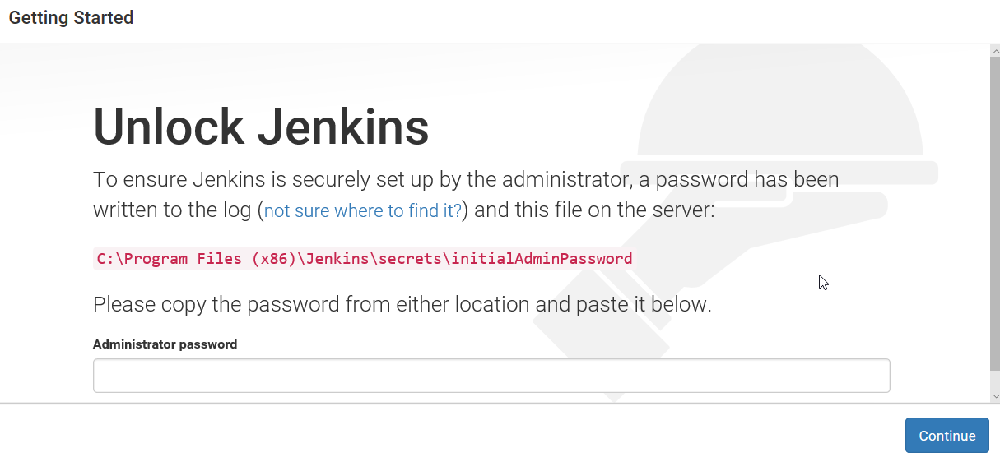 Getting Started
Unlock Jenkins
To ensure Jenkins is securely set up by the administrator, a password has been
written to the log (not sure where to find it?) and this file on the server:
C:\Program Files (x86)\Jenkins\secrets\initialAdminPassword
Please copy the password from either location and paste it below.
Administrator password
Continue